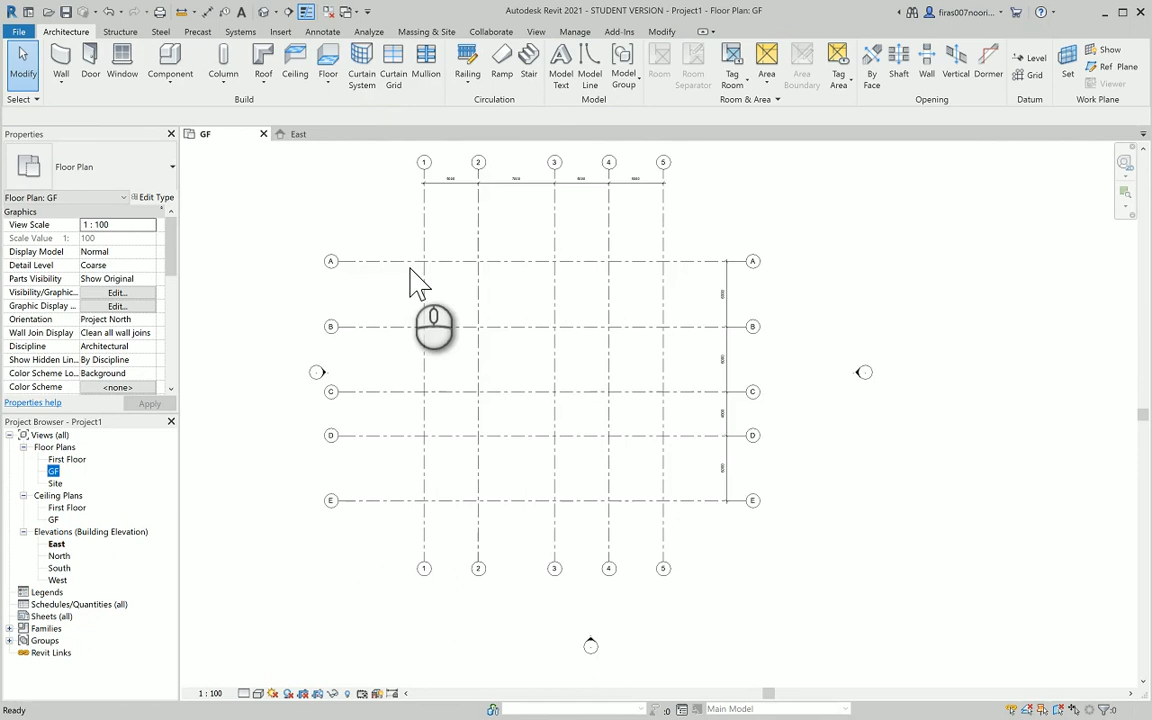 Autodesk Revit 2021 - STUDENT VERSION - Project1 - Floor Plan: GF
firas007noori...
File Architecture Structure Steel Precast Systems Insert Annotate Analyze Massing & Site Collaborate View Manage Add-Ins Modify
Modify Wall Door Window Component Column Roof Ceiling Floor Curtain System Curtain Grid Mullion Railing Ramp Stair Model Text Model Line Model Group Room Room Separator Tag Room Area Area Boundary Tag Area By Face Shaft Wall Vertical Dormer Level Grid Set Show Ref Plane Viewer
Select Build Circulation Model Room & Area Opening Datum Work Plane
Properties
GF
East
Floor Plan
Floor Plan: GF
Edit Type
Graphics
View Scale 1 : 100
Scale Value 1: 100
Display Model Normal
Detail Level Coarse
Parts Visibility Show Original
Visibility/Graphic... Edit...
Graphic Display ... Edit...
Orientation Project North
Wall Join Display Clean all wall joins
Discipline Architectural
Show Hidden Lin... By Discipline
Color Scheme Lo... Background
Color Scheme <none>
Properties help
Apply
Project Browser - Project1
Views (all)
Floor Plans
First Floor
GF
Site
Ceiling Plans
First Floor
GF
Elevations (Building Elevation)
East
North
South
West
Legends
Schedules/Quantities (all)
Sheets (all)
Families
Groups
Revit Links
1 2 3 4 5
A A
B B
C C
D D
E E
1 2 3 4 5
1 : 100
Ready
:0
Main Model
:0